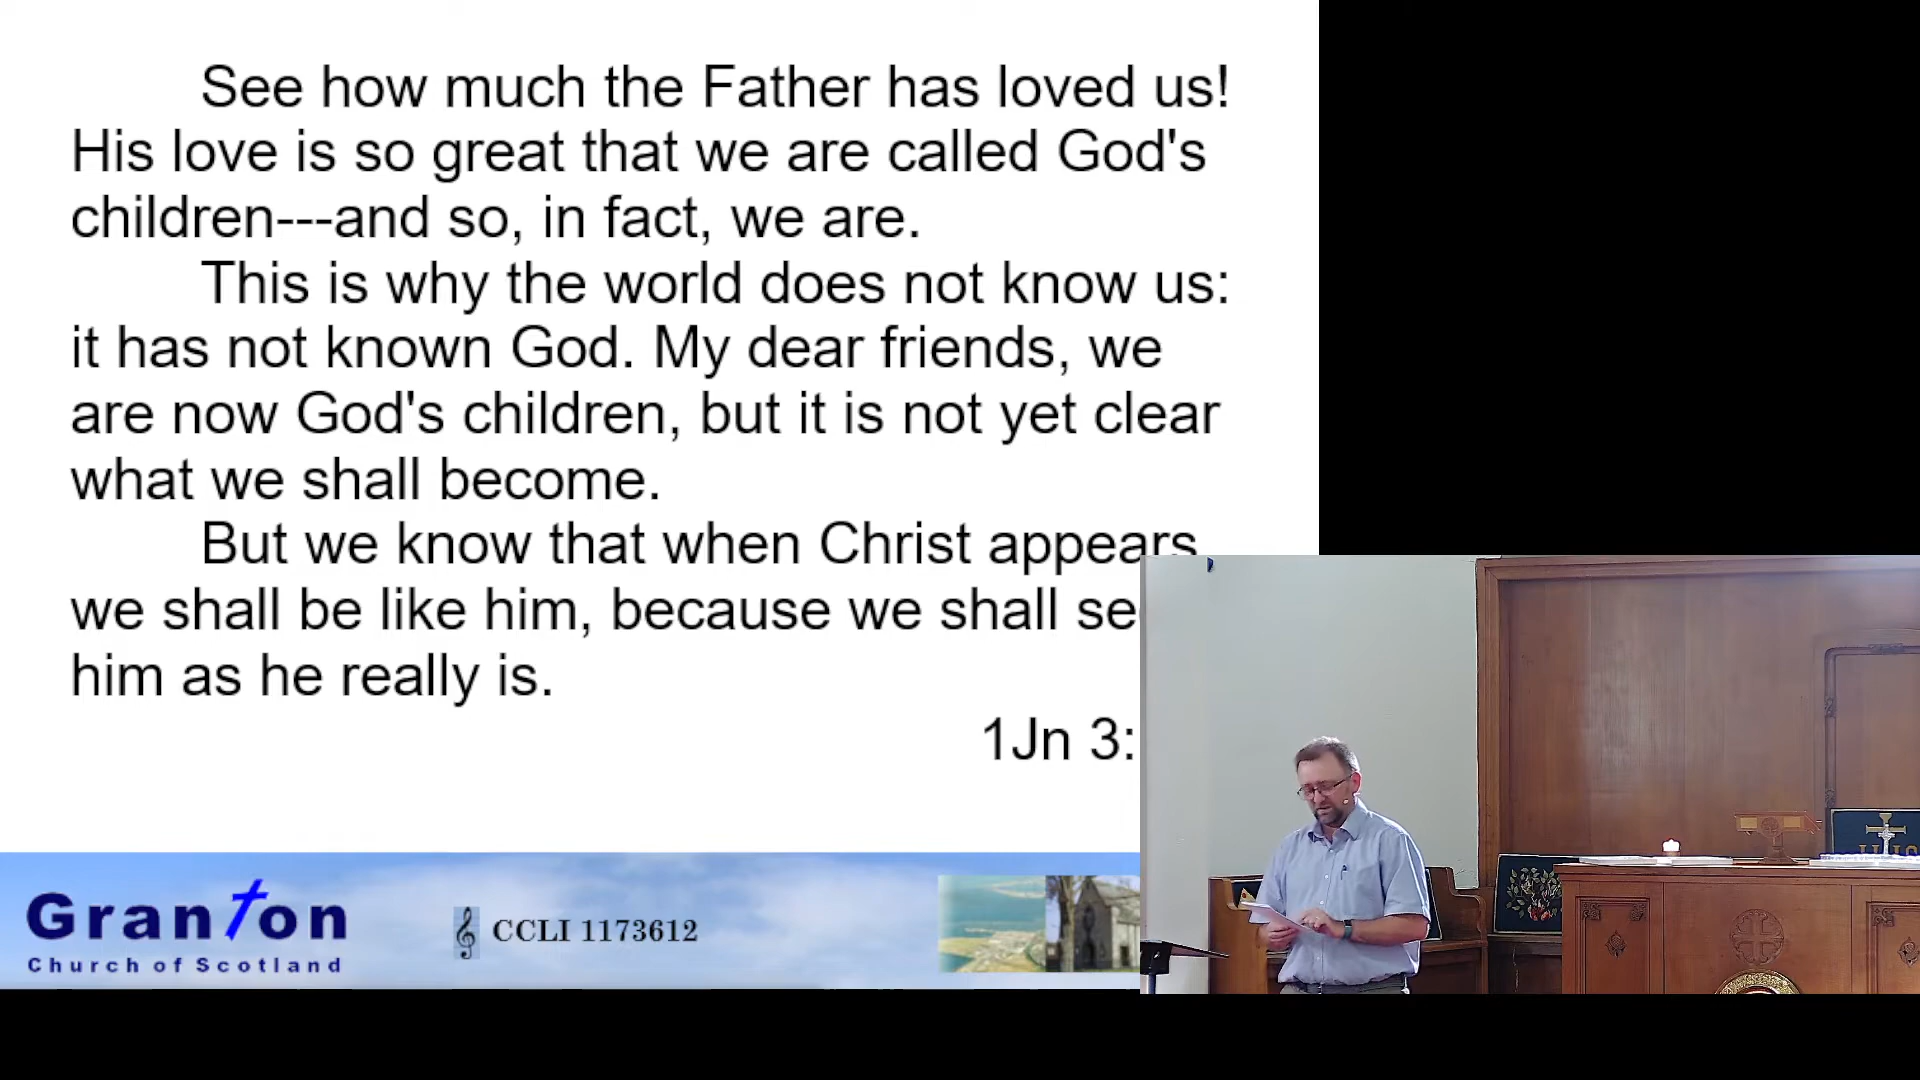 See how much the Father has loved us!
His love is so great that we are called God's
children---and so, in fact, we are.
This is why the world does not know us:
it has not known God. My dear friends, we
are now God's children, but it is not yet clear
what we shall become.
But we know that when Christ appears
we shall be like him, because we shall se
him as he really is.
1Jn 3:
Granton
Church of Scotland
CCLI 1173612